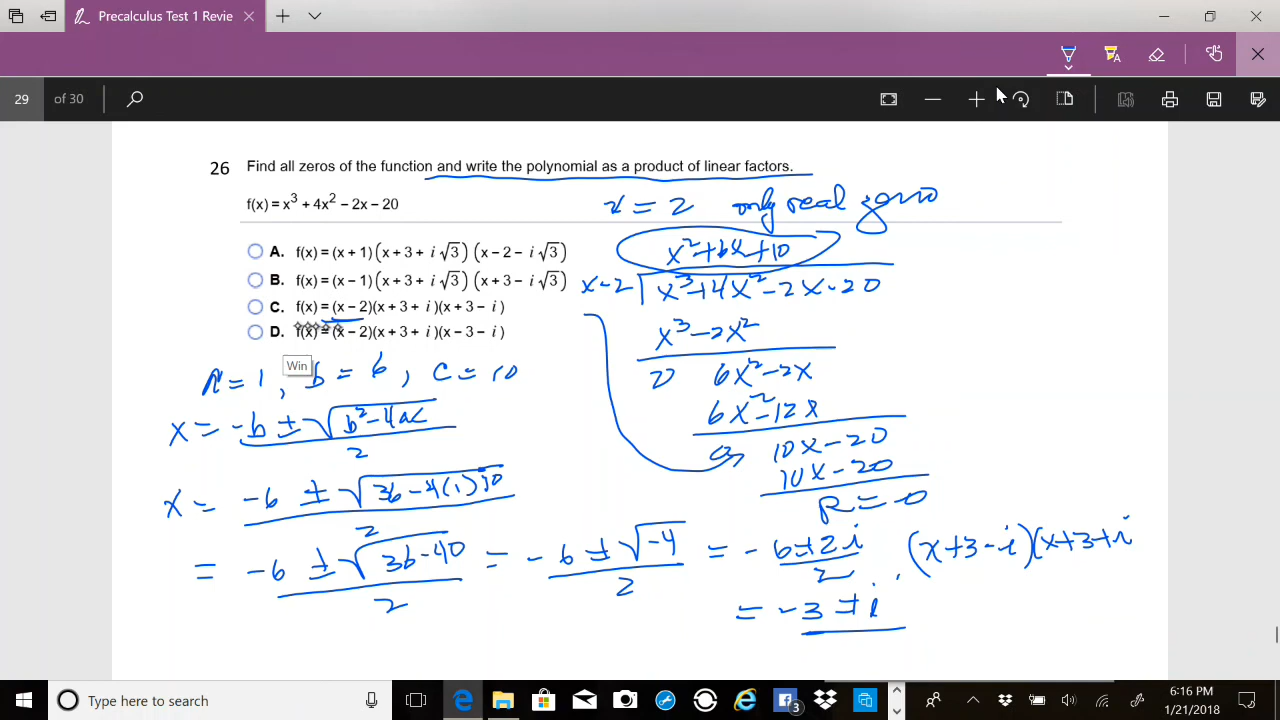 Precalculus Test 1 Revie
29 of 30
26 Find all zeros of the function and write the polynomial as a product of linear factors.
f(x) = x³ + 4x² − 2x − 20
x = 2 only real zero
A. f(x) = (x + 1)(x + 3 + i√3)(x − 2 − i√3)
B. f(x) = (x − 1)(x + 3 + i√3)(x + 3 − i√3)
C. f(x) = (x − 2)(x + 3 + i)(x + 3 − i)
D. f(x) = (x − 2)(x + 3 + i)(x − 3 − i)
x²+6x+10
x−2 x³+4x²−2x−20
x³−2x²
0 6x²−2x
6x²−12x
10x−20
10x−20
R=0
Win
a=1, b=6, c=10
x = −b ± √b²−4ac
2
x = −6 ± √36−4(1)10
2
= −6 ± √36−40 = −6 ± √−4 = −6±2i (x+3−i)(x+3+i
2 2 2
= −3 ± i
Type here to search
3
6:16 PM
1/21/2018